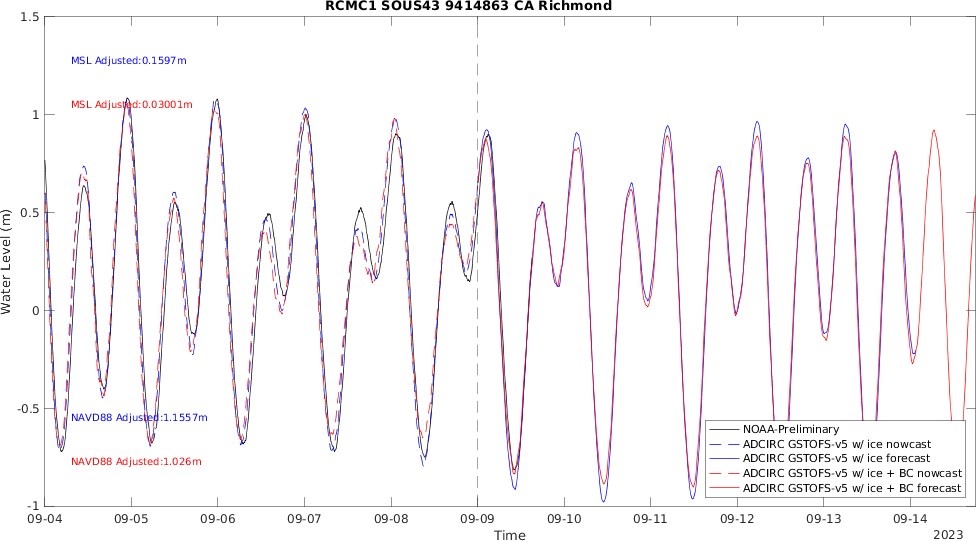 RCMC1 SOUS43 9414863 CA Richmond
1.5
MSL Adjusted:0.1597m
MSL Adjusted:0.03001m
1
0.5
Water Level (m)
0
-0.5
NAVD88 Adjusted:1.1557m
NAVD88 Adjusted:1.026m
NOAA-Preliminary
ADCIRC GSTOFS-v5 w/ ice nowcast
ADCIRC GSTOFS-v5 w/ ice forecast
ADCIRC GSTOFS-v5 w/ ice + BC nowcast
ADCIRC GSTOFS-v5 w/ ice + BC forecast
-1
09-04 09-05 09-06 09-07 09-08 09-09 09-10 09-11 09-12 09-13 09-14
Time
2023